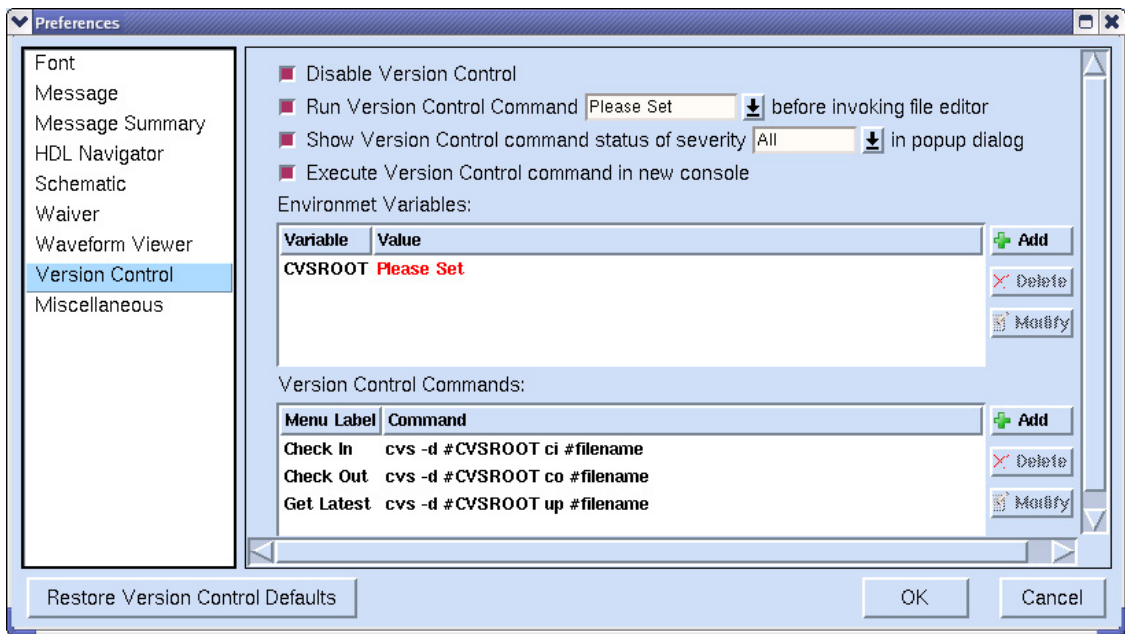 Preferences
Font
Message
Message Summary
HDL Navigator
Schematic
Waiver
Waveform Viewer
Version Control
Miscellaneous
Disable Version Control
Run Version Control Command Please Set before invoking file editor
Show Version Control command status of severity All in popup dialog
Execute Version Control command in new console
Environmet Variables:
Variable Value
CVSROOT Please Set
Add
Delete
Modify
Version Control Commands:
Menu Label Command
Check In cvs -d #CVSROOT ci #filename
Check Out cvs -d #CVSROOT co #filename
Get Latest cvs -d #CVSROOT up #filename
Add
Delete
Modify
Restore Version Control Defaults
OK
Cancel